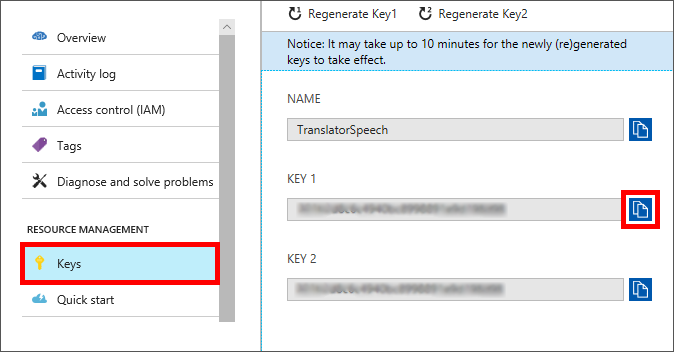 Overview
Activity log
Access control (IAM)
Tags
Diagnose and solve problems
RESOURCE MANAGEMENT
Keys
Quick start
Regenerate Key1
Regenerate Key2
Notice: It may take up to 10 minutes for the newly (re)generated
keys to take effect.
NAME
TranslatorSpeech
KEY 1
KEY 2